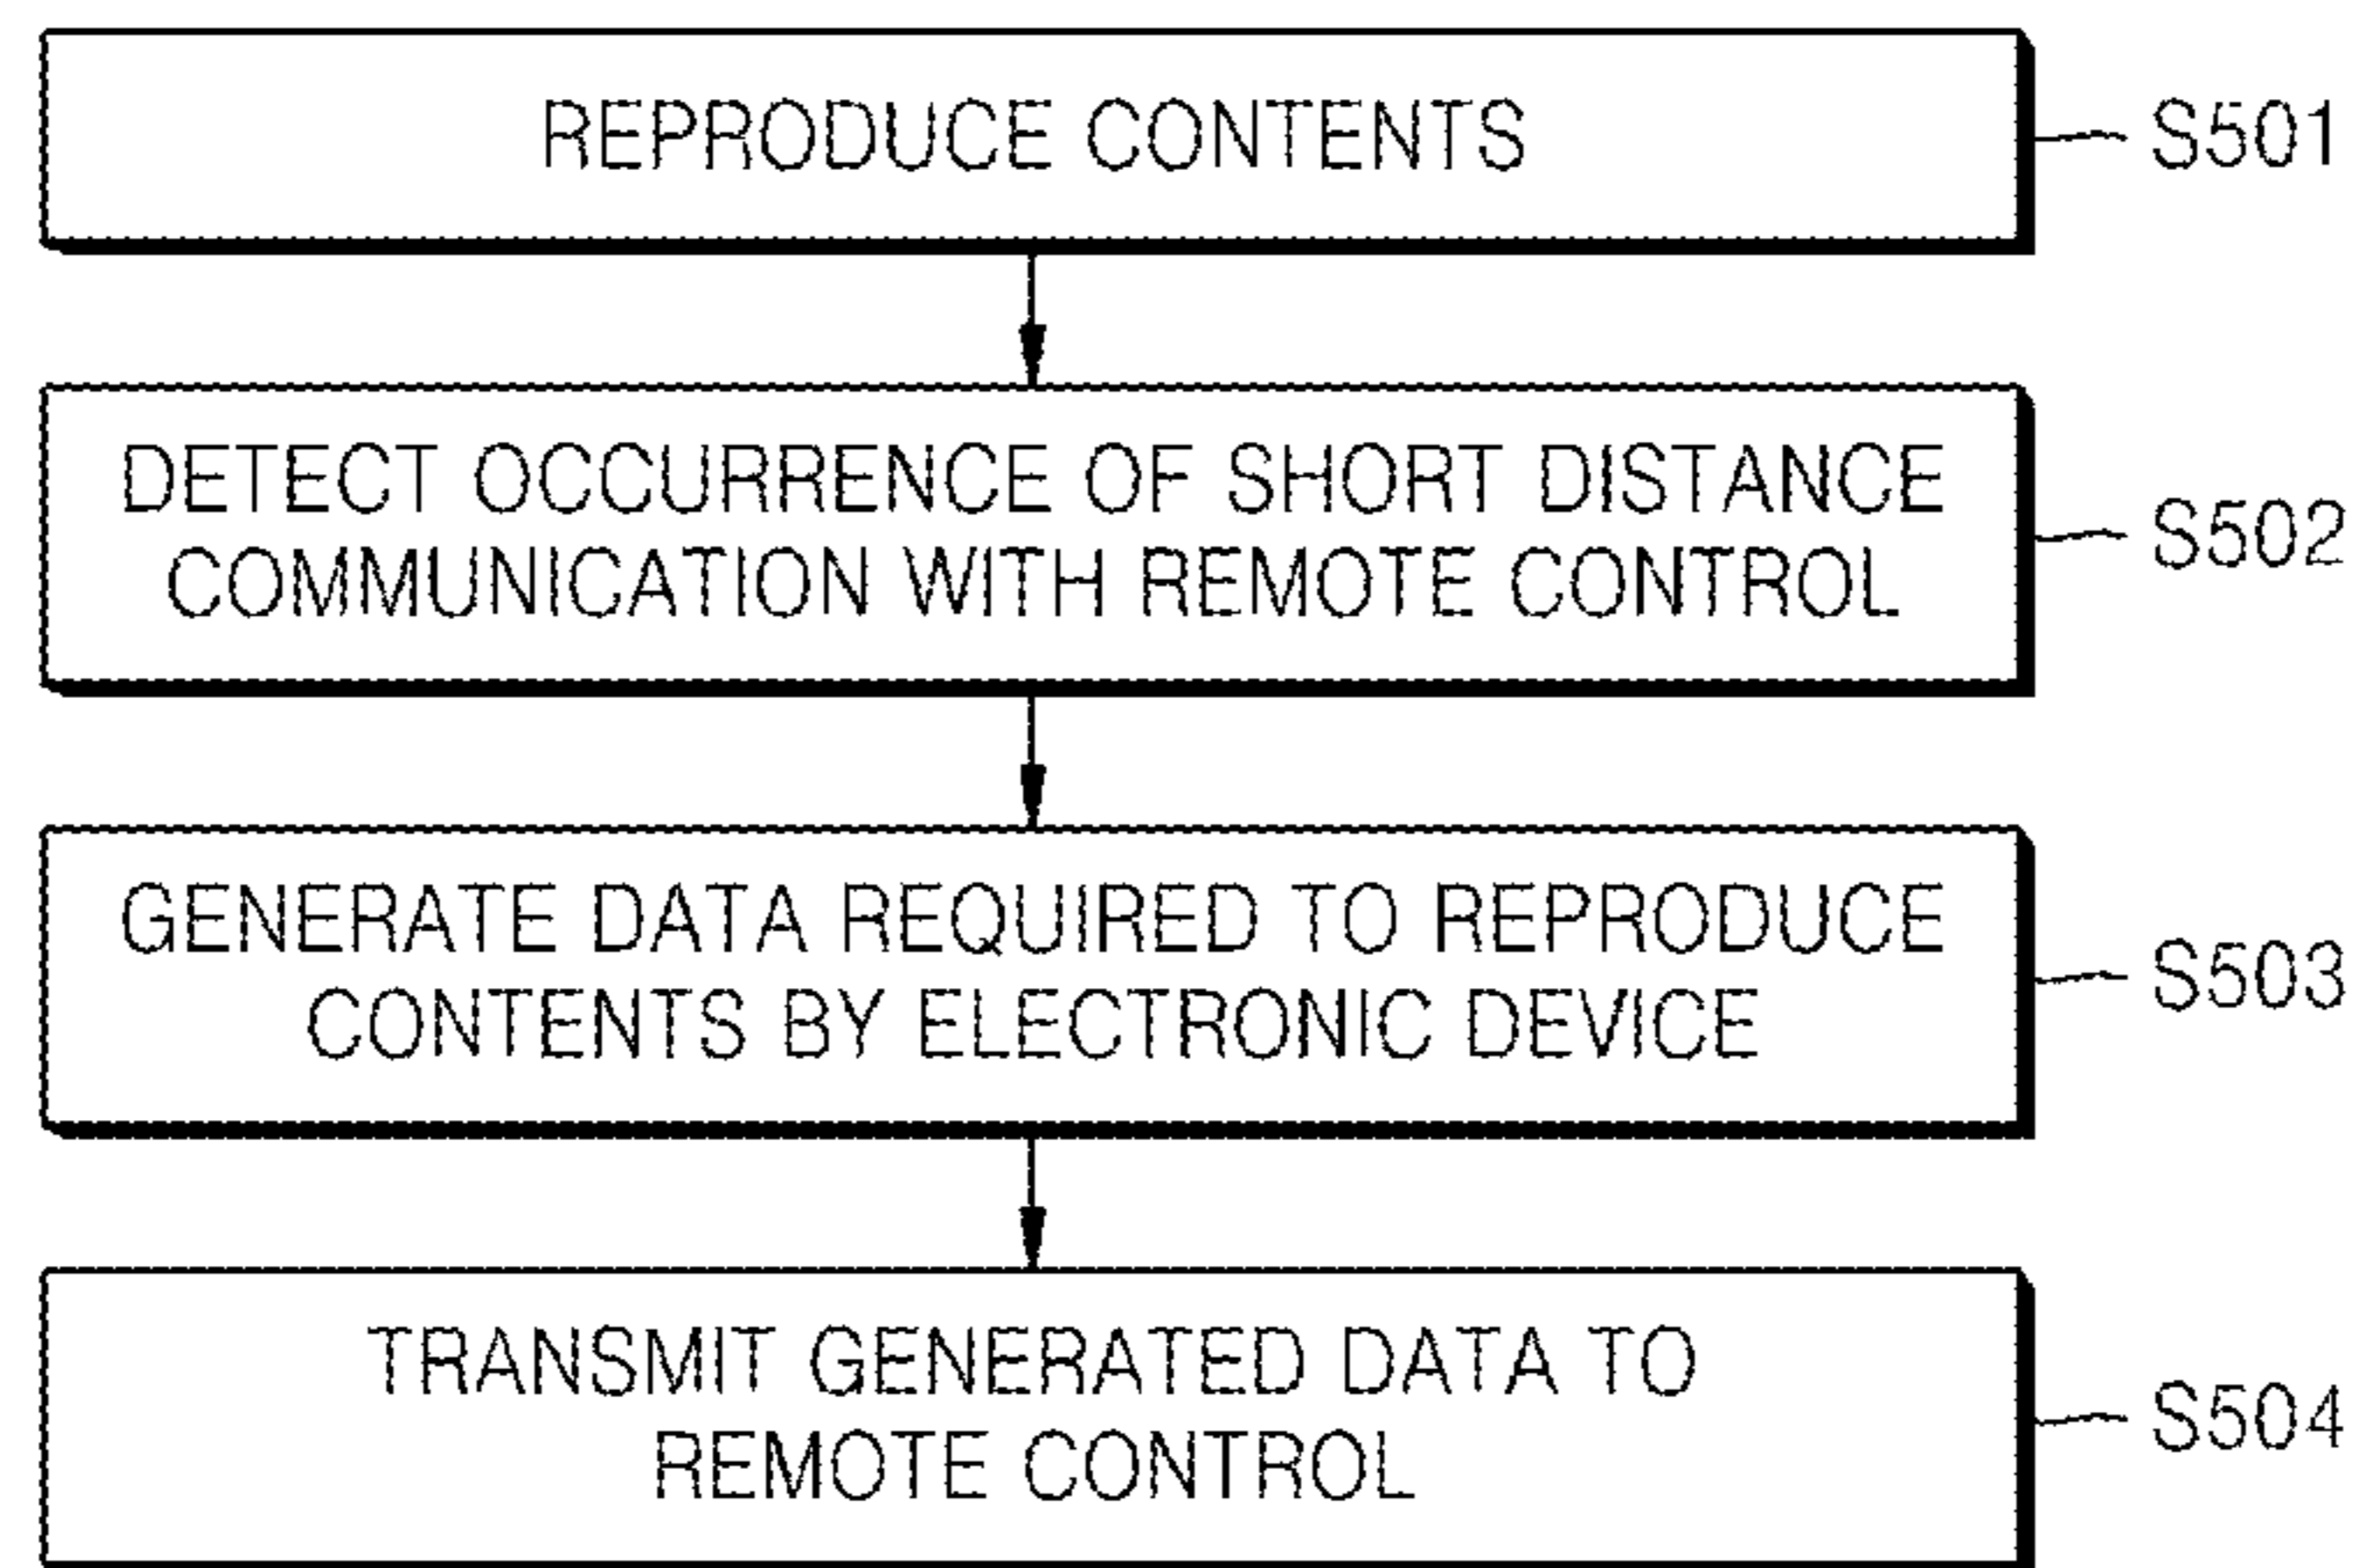 REPRODUCE CONTENTS
S501
DETECT OCCURRENCE OF SHORT DISTANCE
COMMUNICATION WITH REMOTE CONTROL
S502
GENERATE DATA REQUIRED TO REPRODUCE
CONTENTS BY ELECTRONIC DEVICE
S503
TRANSMIT GENERATED DATA TO
REMOTE CONTROL
S504